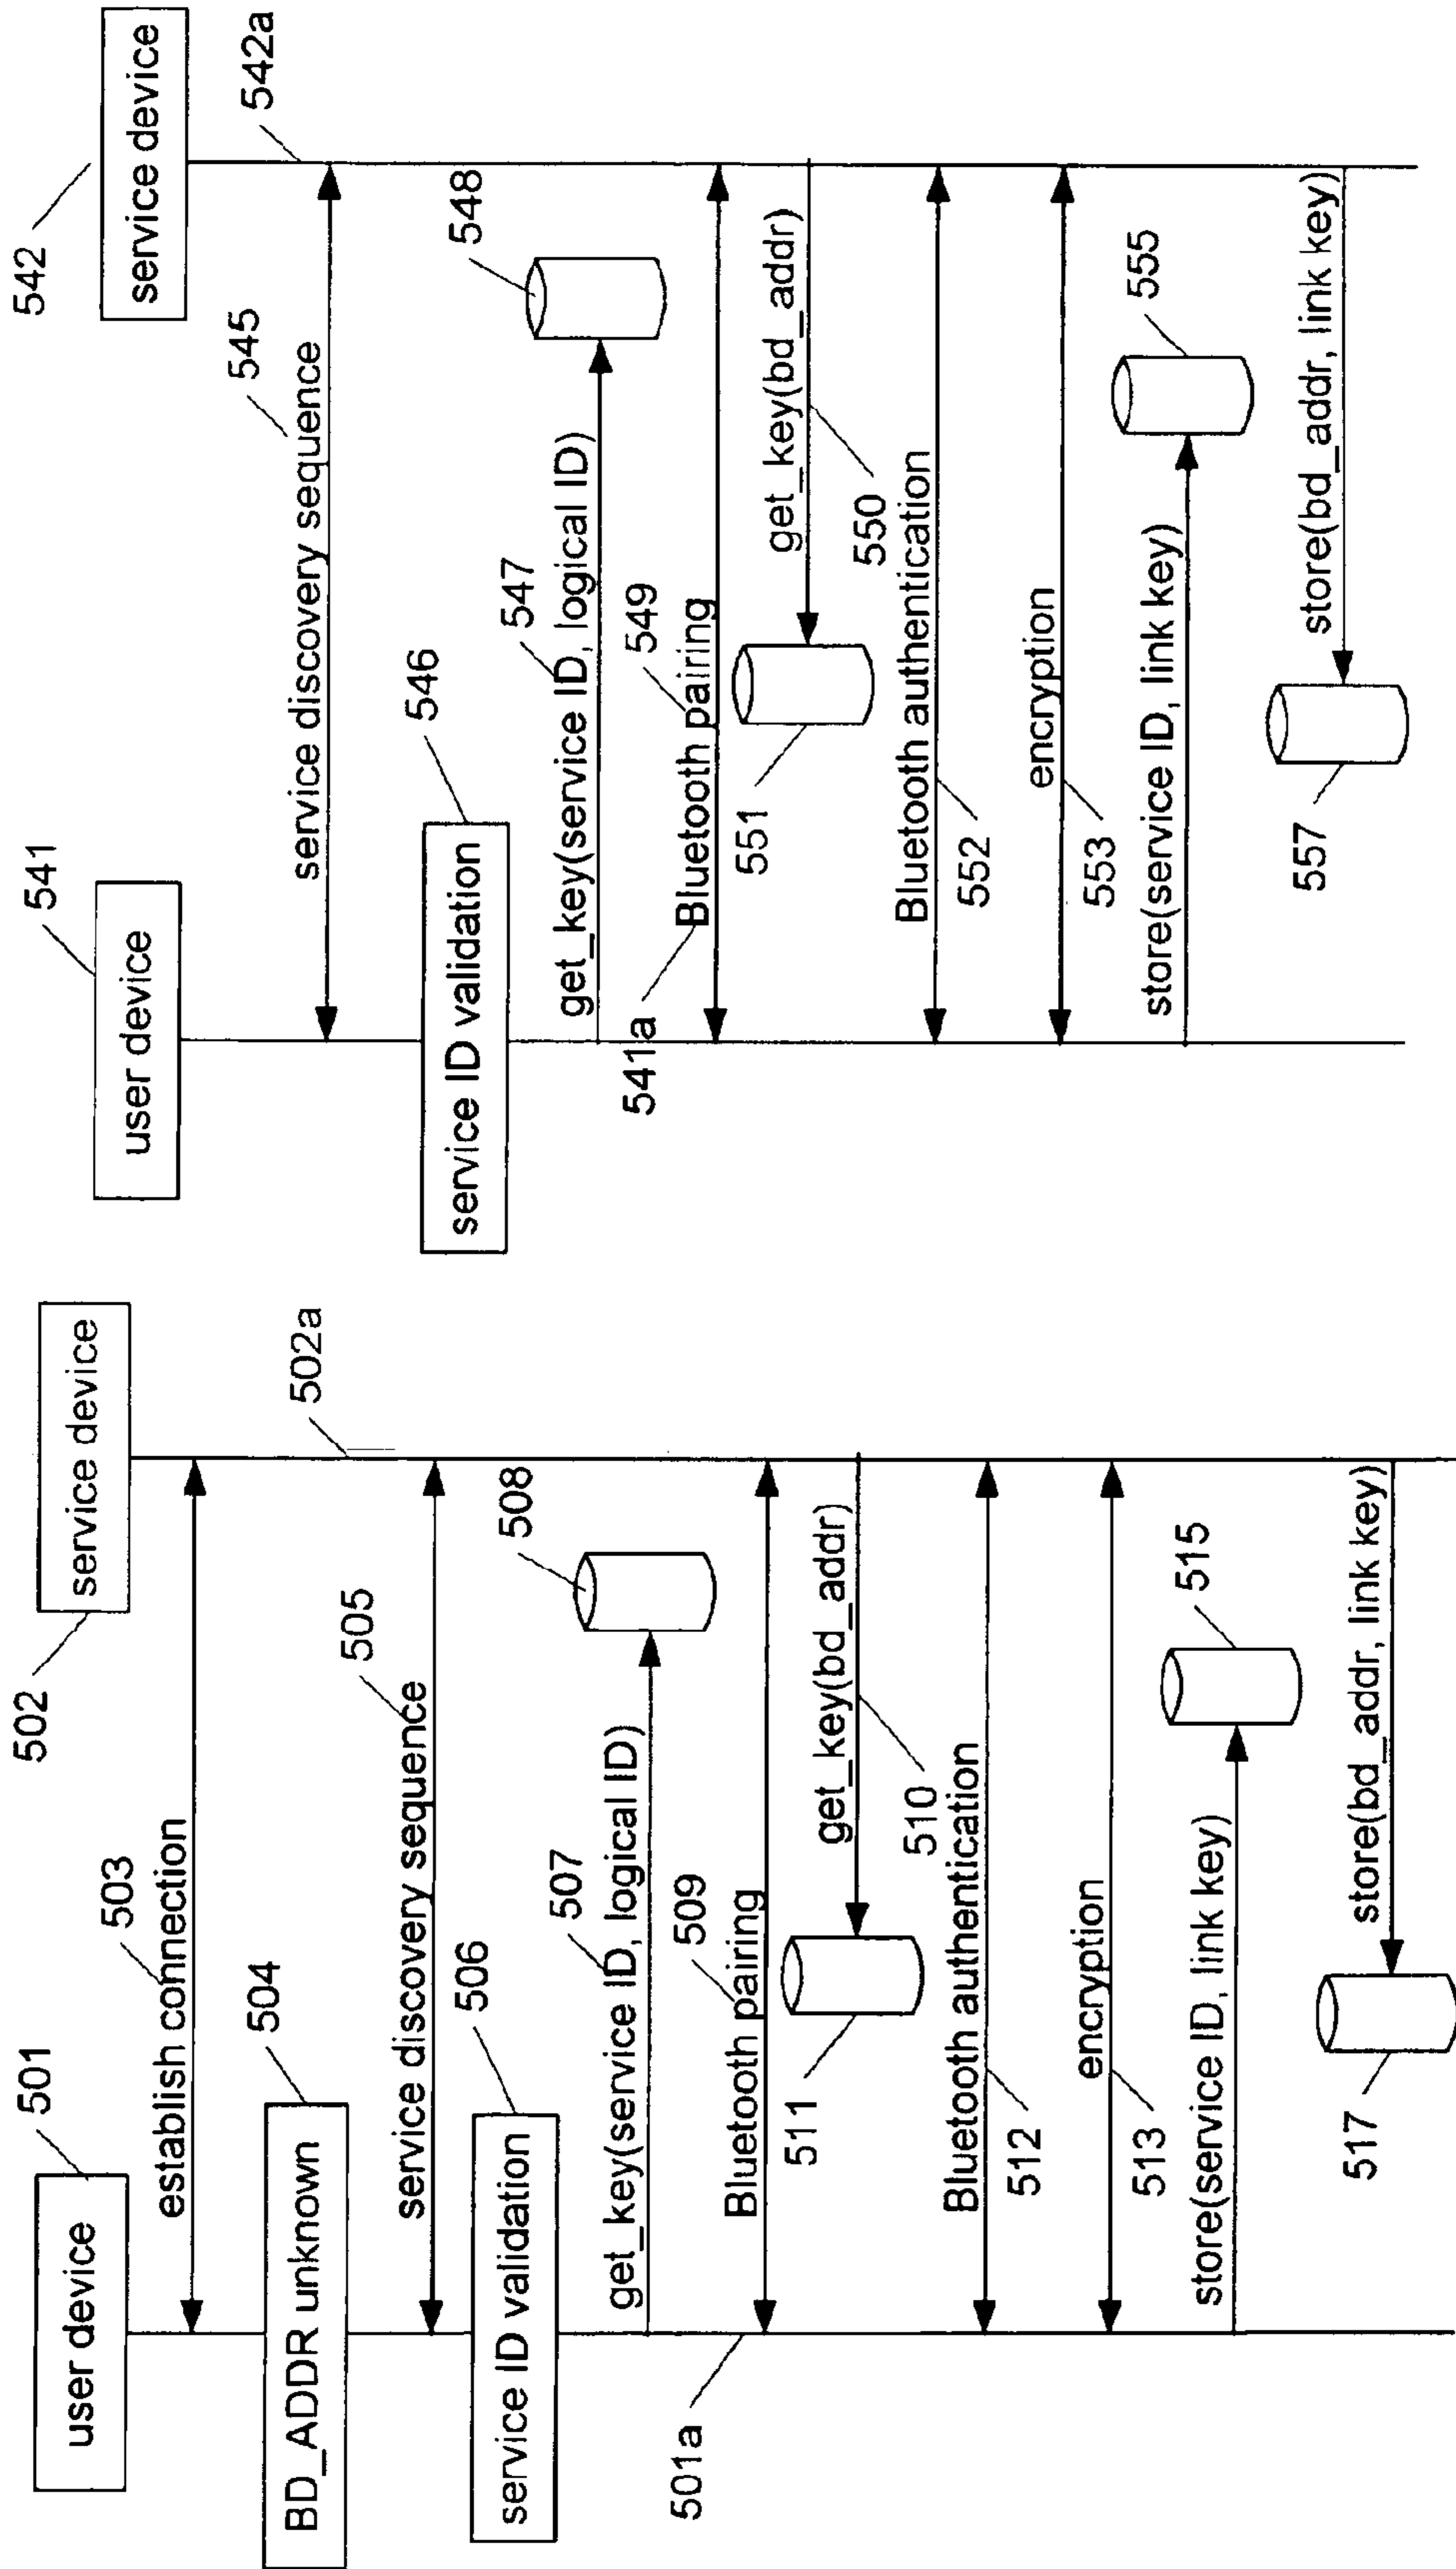 501
user device
502
service device
503
establish connection
502a
504
BD_ADDR unknown
505
service discovery sequence
506
service ID validation
507
508
get_key(service ID, logical ID)
501a
509
Bluetooth pairing
get_key(bd_addr)
510
511
Bluetooth authentication
512
encryption
513
515
store(service ID, link key)
store(bd_addr, link key)
517
541
user device
542
service device
542a
545
service discovery sequence
546
service ID validation
547
548
get_key(service ID, logical ID)
541a
549
Bluetooth pairing
get_key(bd_addr)
550
551
Bluetooth authentication
552
encryption
553
555
store(service ID, link key)
store(bd_addr, link key)
557